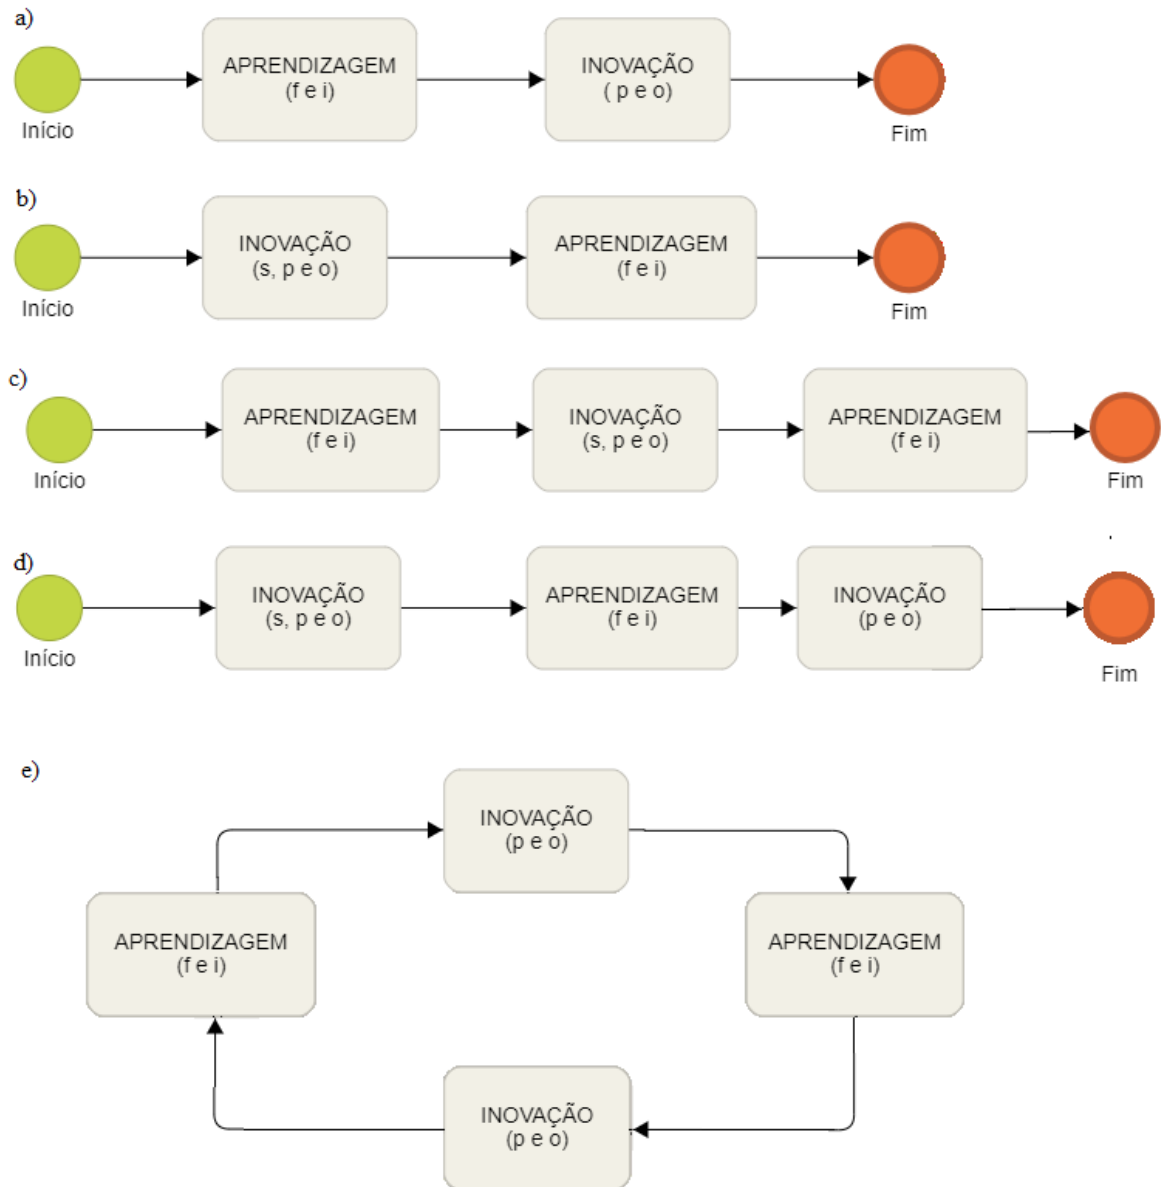 a)
APRENDIZAGEM
(f e i)
INOVAÇÃO
( p e o)
Início
Fim
b)
INOVAÇÃO
(s, p e o)
APRENDIZAGEM
(f e i)
Início
Fim
c)
APRENDIZAGEM
(f e i)
INOVAÇÃO
(s, p e o)
APRENDIZAGEM
(f e i)
Início
Fim
d)
INOVAÇÃO
(s, p e o)
APRENDIZAGEM
(f e i)
INOVAÇÃO
(p e o)
Início
Fim
e)
INOVAÇÃO
(p e o)
APRENDIZAGEM
(f e i)
APRENDIZAGEM
(f e i)
INOVAÇÃO
(p e o)